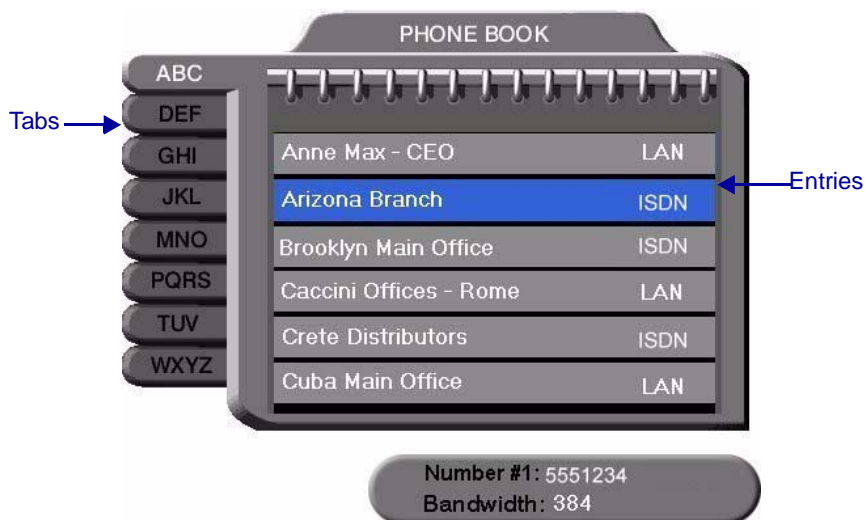 PHONE BOOK
ABC
DEF
GHI
JKL
MNO
PQRS
TUV
WXYZ
Tabs
Anne Max - CEO LAN
Arizona Branch ISDN
Brooklyn Main Office ISDN
Caccini Offices - Rome LAN
Crete Distributors ISDN
Cuba Main Office LAN
Entries
Number #1: 5551234
Bandwidth: 384